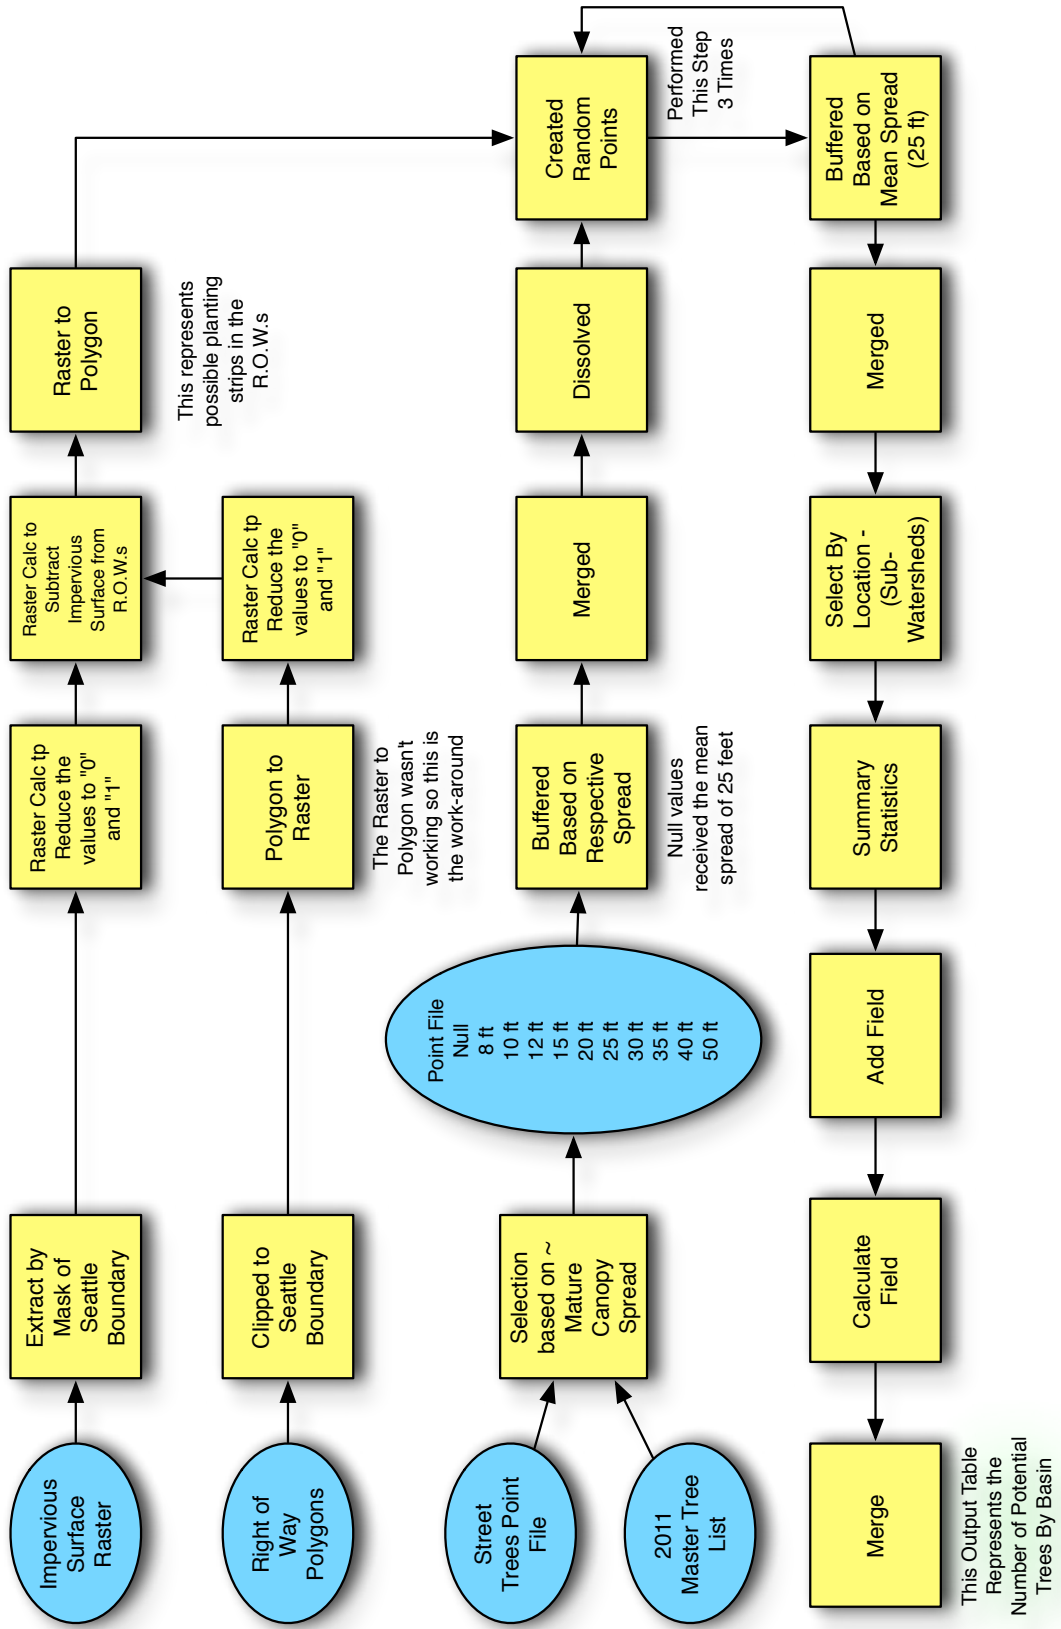 Impervious
Surface
Raster
Extract by
Mask of
Seattle
Boundary
Raster Calc tp
Reduce the
values to "0"
and "1"
Raster Calc to
Subtract
Impervious
Surface from
R.O.W.s
Raster to
Polygon
This represents
possible planting
strips in the
R.O.W.s
Right of
Way
Polygons
Clipped to
Seattle
Boundary
Polygon to
Raster
The Raster to
Polygon wasn't
working so this is
the work-around
Raster Calc tp
Reduce the
values to "0"
and "1"
Street
Trees Point
File
2011
Master Tree
List
Selection
based on ~
Mature
Canopy
Spread
Point File
Null
8 ft
10 ft
12 ft
15 ft
20 ft
25 ft
30 ft
35 ft
40 ft
50 ft
Buffered
Based on
Respective
Spread
Null values
received the mean
spread of 25 feet
Merged
Dissolved
Created
Random
Points
Performed
This Step
3 Times
Buffered
Based on
Mean Spread
(25 ft)
Merged
Select By
Location -
(Sub-
Watersheds)
Summary
Statistics
Add Field
Calculate
Field
Merge
This Output Table
Represents the
Number of Potential
Trees By Basin